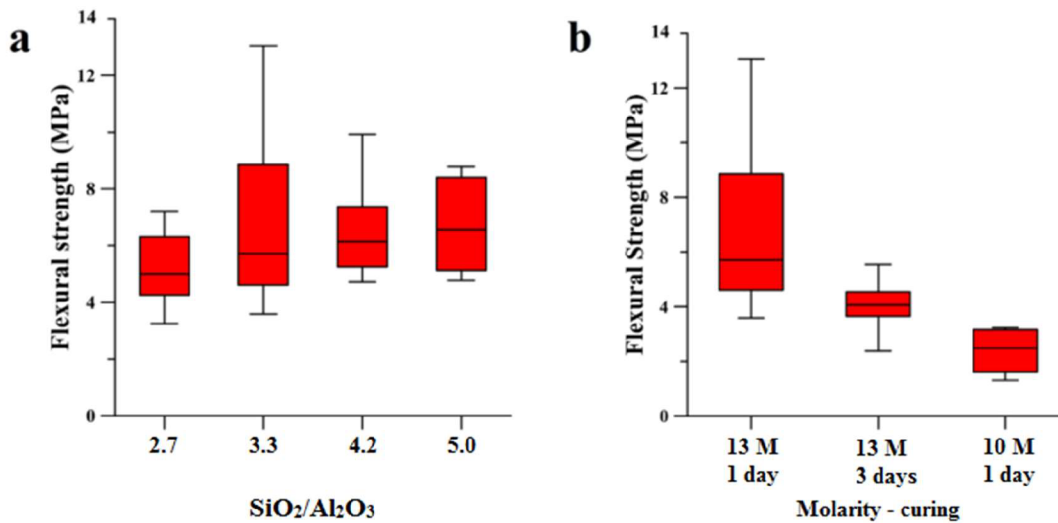 a
Flexural strength (MPa)
14
12
8
4
0
2.7 3.3 4.2 5.0
SiO₂/Al₂O₃
b
Flexural Strength (MPa)
14
12
8
4
0
13 M 13 M 10 M
1 day 3 days 1 day
Molarity - curing